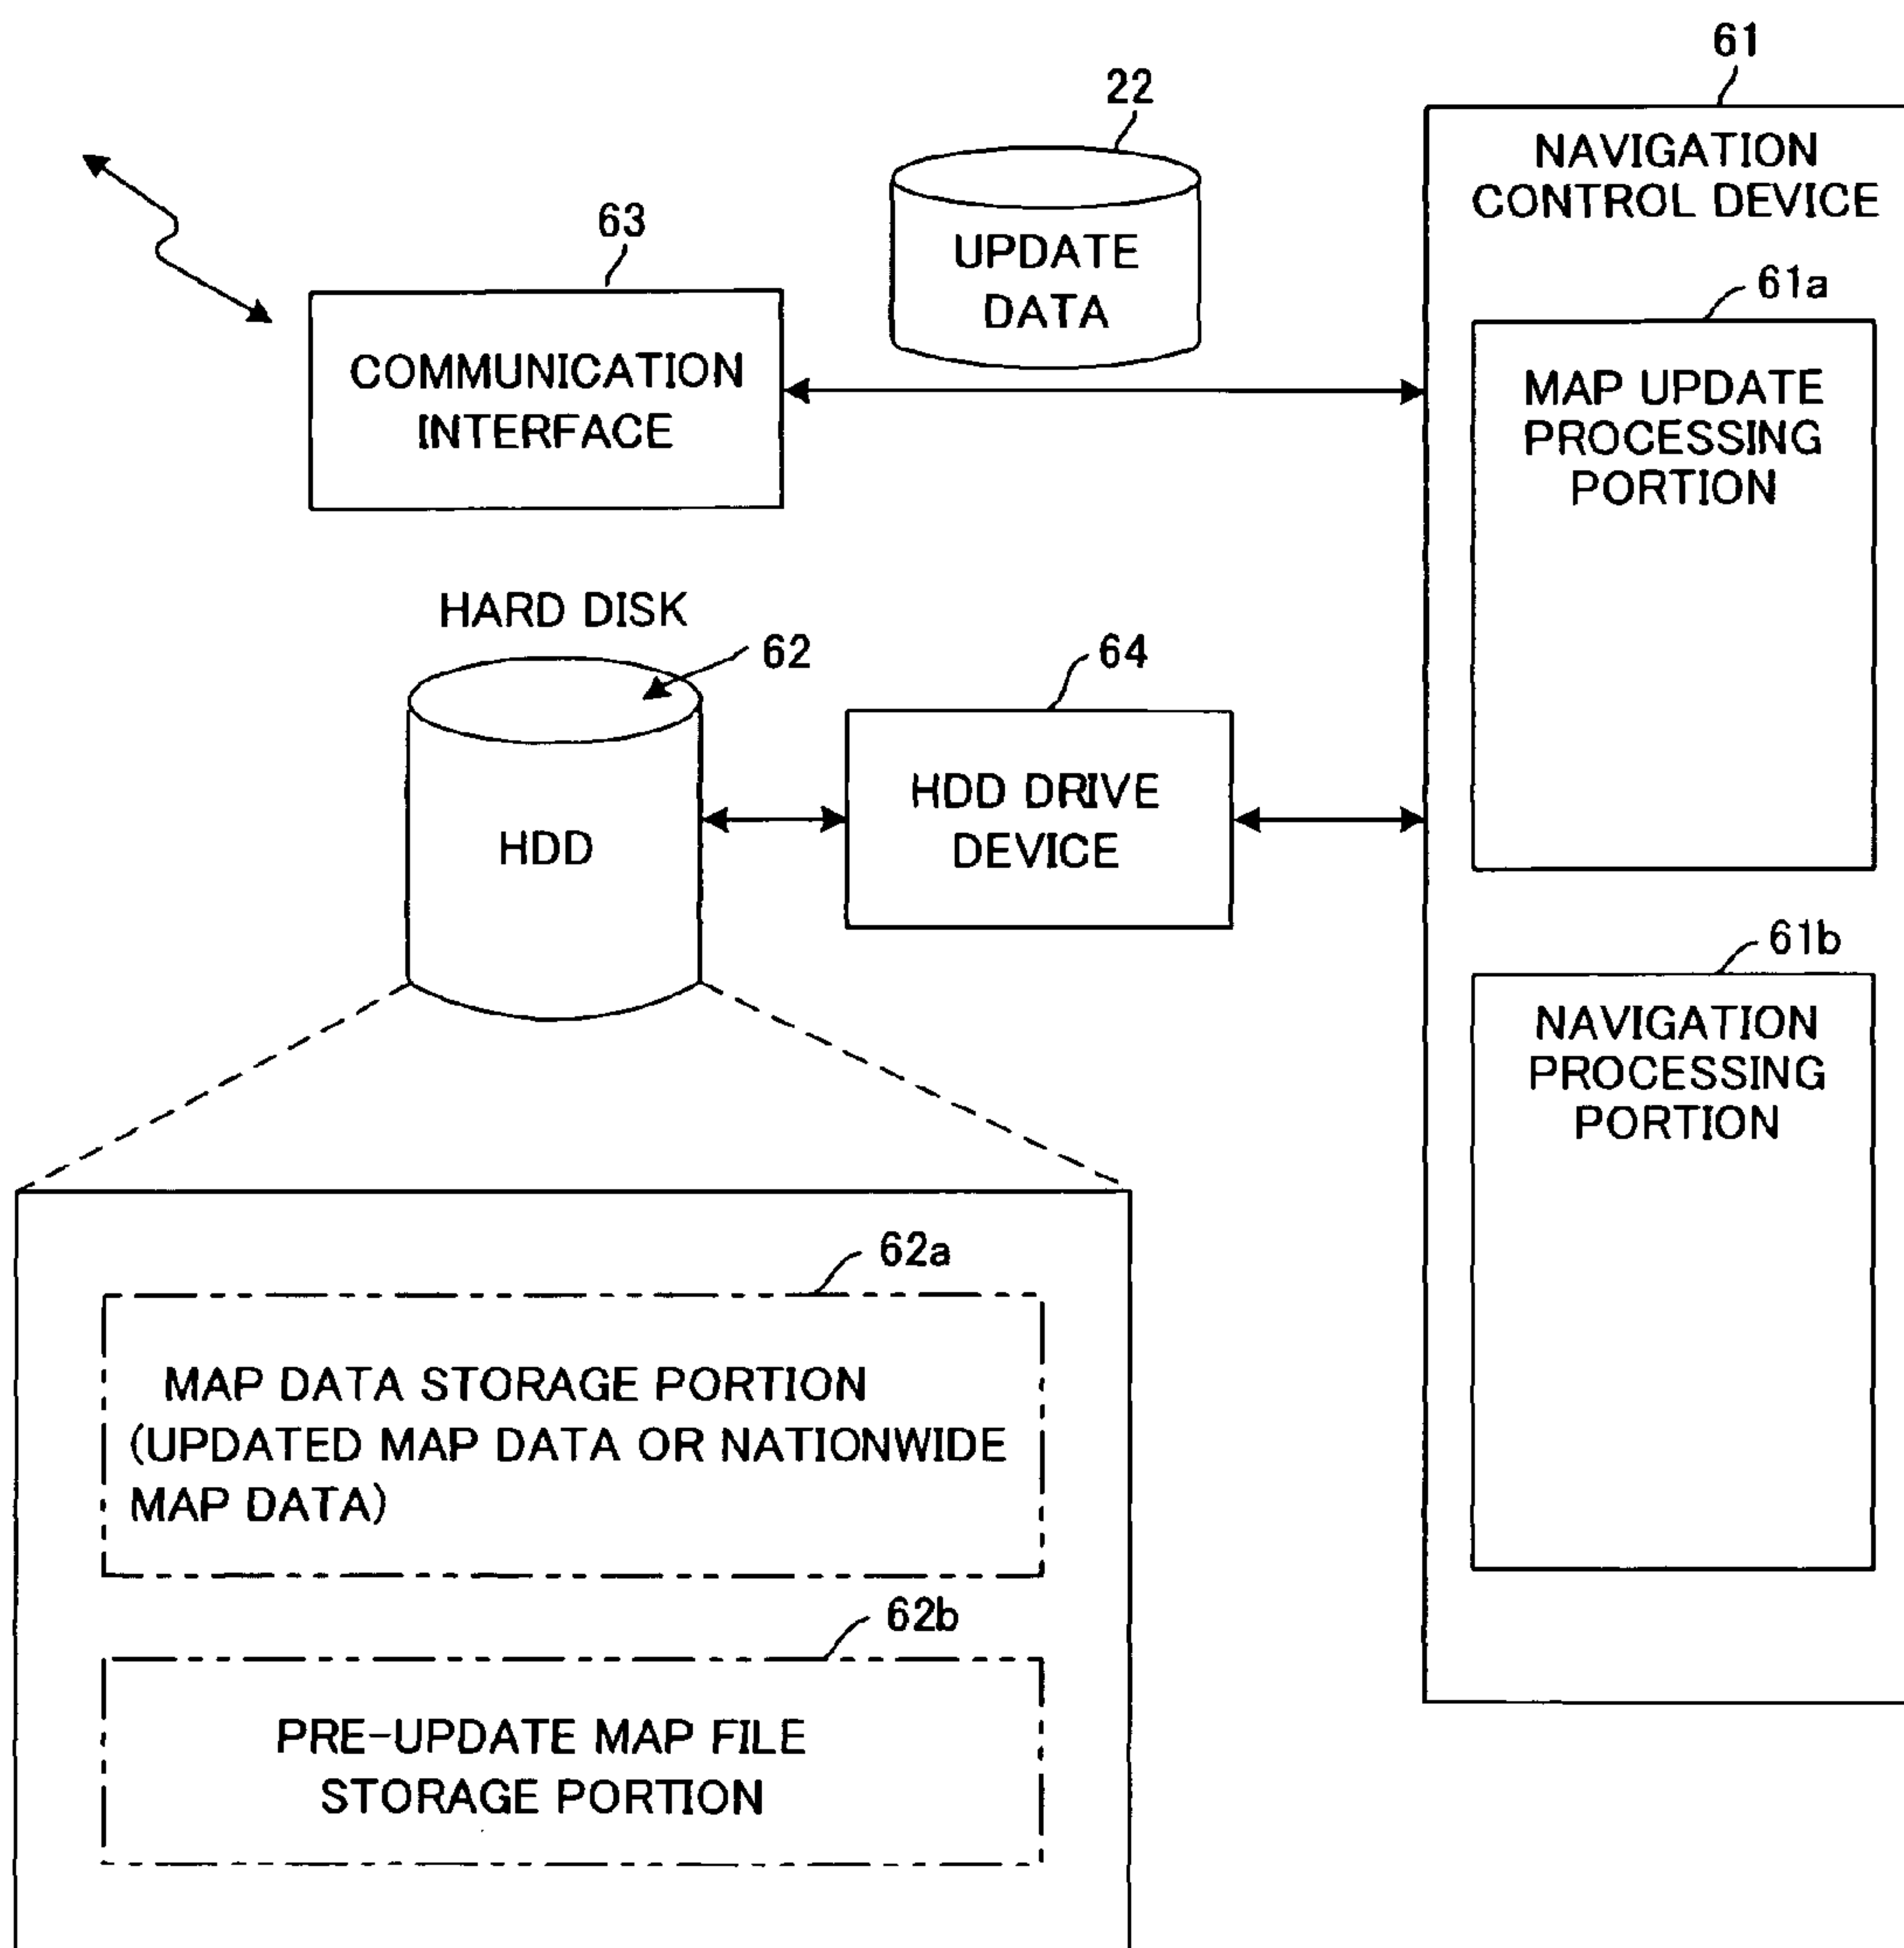 61
22
NAVIGATION
CONTROL DEVICE
63
UPDATE
DATA
61a
COMMUNICATION
INTERFACE
MAP UPDATE
PROCESSING
PORTION
HARD DISK
62
64
HDD
HDD DRIVE
DEVICE
61b
NAVIGATION
PROCESSING
PORTION
62a
MAP DATA STORAGE PORTION
(UPDATED MAP DATA OR NATIONWIDE
MAP DATA)
62b
PRE-UPDATE MAP FILE
STORAGE PORTION